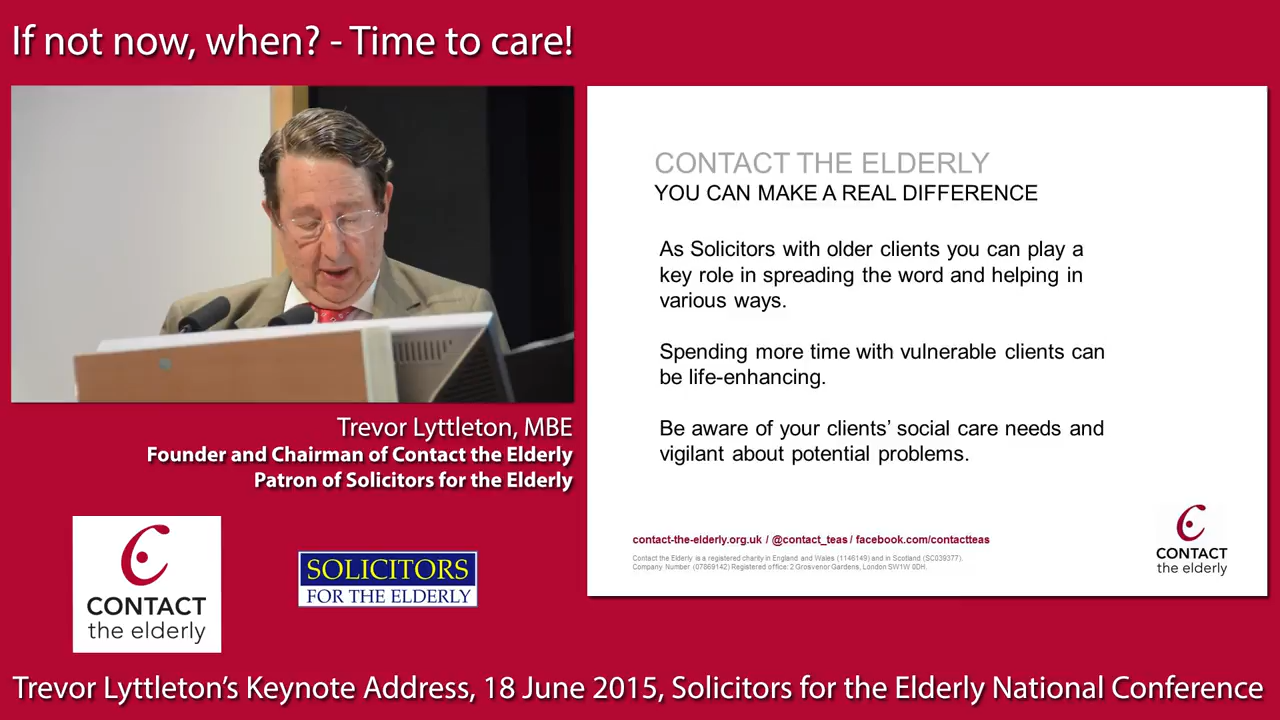 If not now, when? - Time to care!
CONTACT THE ELDERLY
YOU CAN MAKE A REAL DIFFERENCE
As Solicitors with older clients you can play a
key role in spreading the word and helping in
various ways.
Spending more time with vulnerable clients can
be life-enhancing.
Be aware of your clients’ social care needs and
vigilant about potential problems.
contact-the-elderly.org.uk / @contact_teas / facebook.com/contactteas
Contact the Elderly is a registered charity in England and Wales (1146149) and in Scotland (SC039377).
Company Number (07869142) Registered office: 2 Grosvenor Gardens, London SW1W 0DH.
CONTACT
the elderly
Trevor Lyttleton, MBE
Founder and Chairman of Contact the Elderly
Patron of Solicitors for the Elderly
CONTACT
the elderly
SOLICITORS
FOR THE ELDERLY
Trevor Lyttleton’s Keynote Address, 18 June 2015, Solicitors for the Elderly National Conference